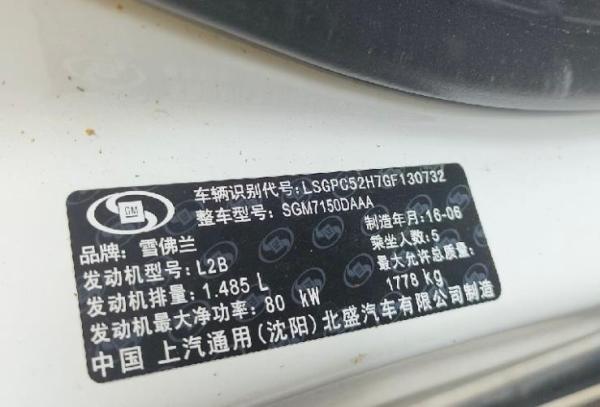 GM
车辆识别代号: LSGPC52H7GF130732
整车型号: SGM7150DAAA
制造年月: 16-06
品牌: 雪佛兰
乘坐人数: 5
发动机型号: L2B
最大允许总质量:
发动机排量: 1.485 L
1778 kg
发动机最大净功率: 80 kW
中国 上汽通用(沈阳)北盛汽车有限公司制造